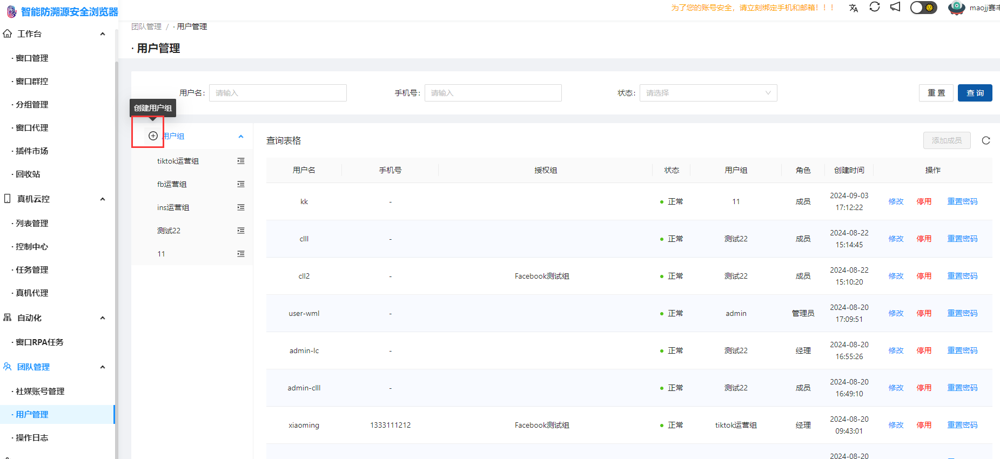 智能防溯源安全浏览器
为了您的账号安全，请立刻绑定手机和邮箱！！！
maojj赛丰
工作台
· 窗口管理
· 窗口群控
· 分组管理
· 窗口代理
· 插件市场
· 回收站
真机云控
· 列表管理
· 控制中心
· 任务管理
· 真机代理
自动化
· 窗口RPA任务
团队管理
· 社媒账号管理
· 用户管理
· 操作日志
团队管理 / · 用户管理
· 用户管理
用户名： 请输入
手机号： 请输入
状态： 请选择
重 置
查 询
创建用户组
用户组
tiktok运营组
fb运营组
ins运营组
测试22
11
查询表格
添加成员
用户名 手机号 授权组 状态 用户组 角色 创建时间 操作
kk - 正常 11 成员 2024-09-03 17:12:22 修改 停用 重置密码
clll - 正常 测试22 成员 2024-08-22 15:14:45 修改 停用 重置密码
cll2 - Facebook测试组 正常 测试22 成员 2024-08-22 15:10:20 修改 停用 重置密码
user-wml - 正常 admin 管理员 2024-08-20 17:09:51 修改 停用 重置密码
admin-lc - 正常 测试22 经理 2024-08-20 16:55:26 修改 停用 重置密码
admin-clll - 正常 测试22 成员 2024-08-20 16:49:10 修改 停用 重置密码
xiaoming 1333111212 Facebook测试组 正常 tiktok运营组 经理 2024-08-20 09:43:01 修改 停用 重置密码
2024-08-20